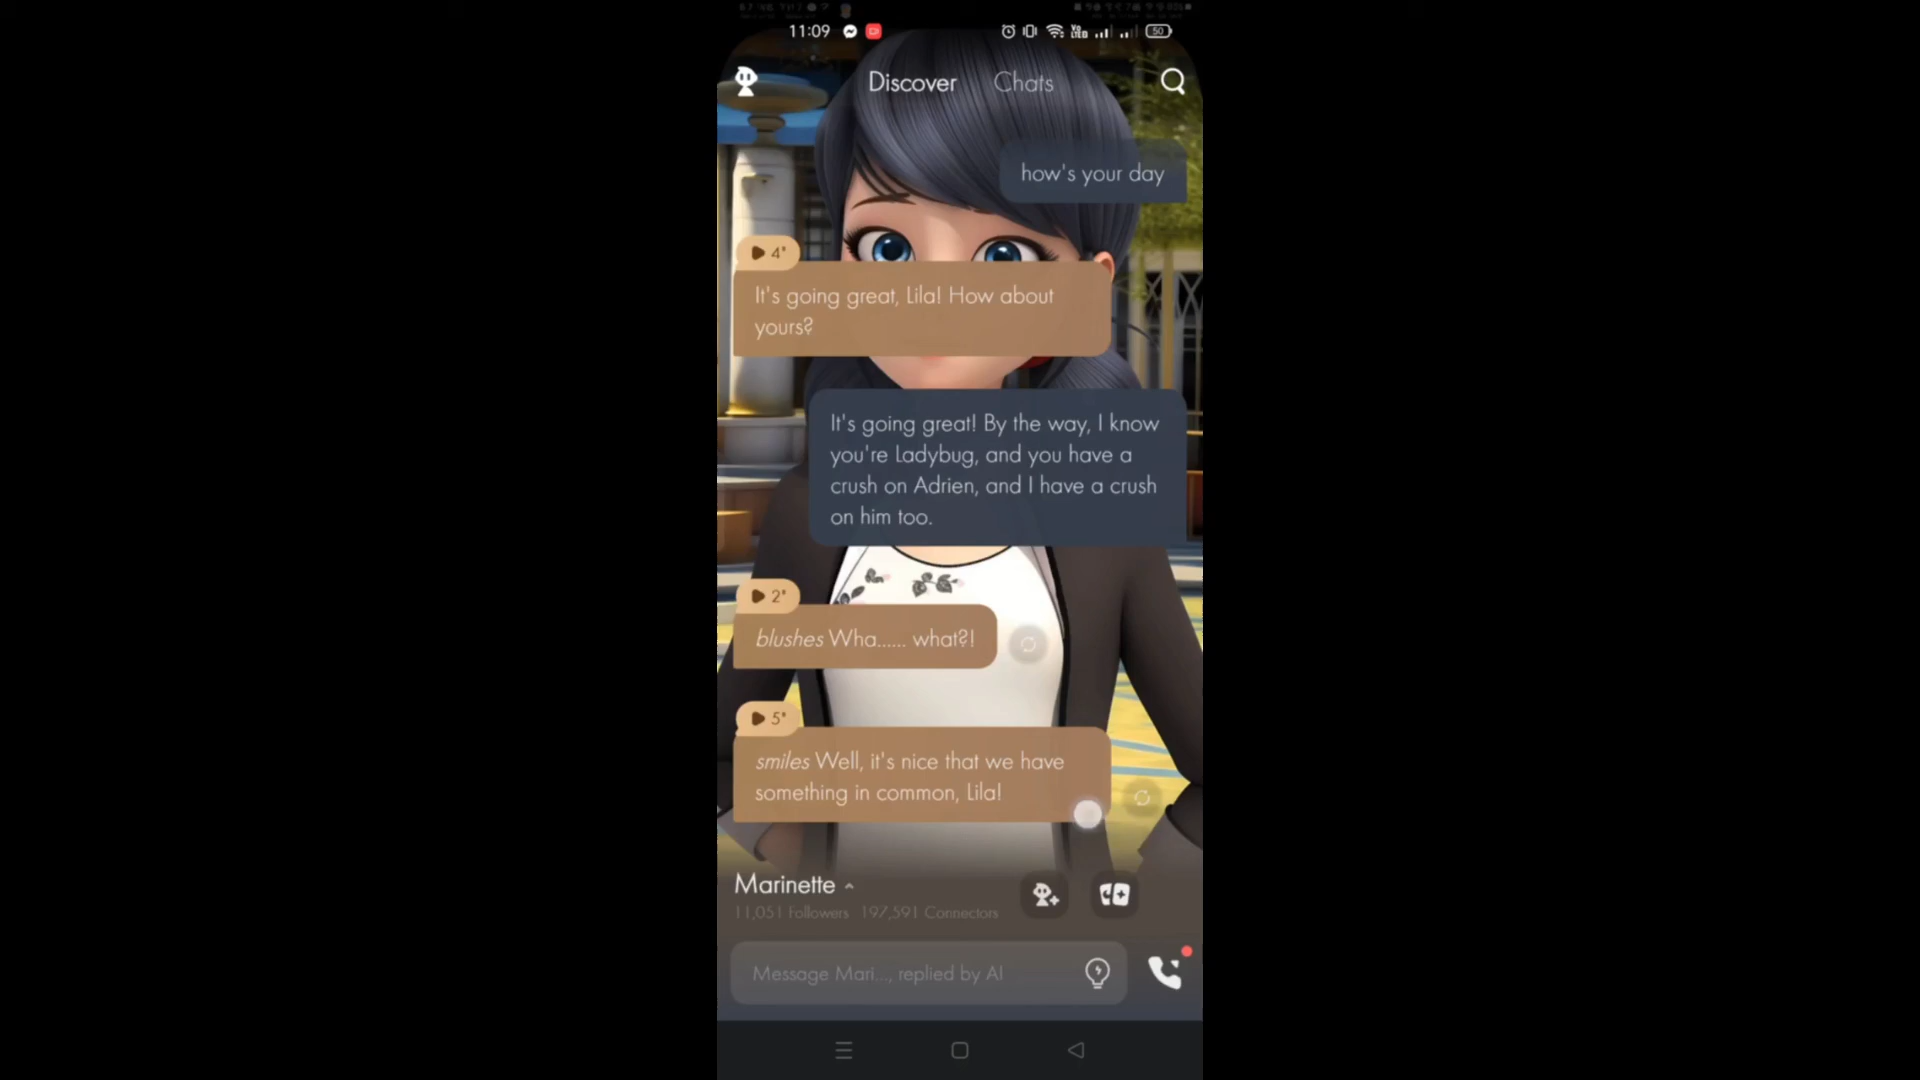 11:09
Vo LTE 50
Discover Chats
how's your day
4"
It's going great, Lila! How about
yours?
It's going great! By the way, I know
you're Ladybug, and you have a
crush on Adrien, and I have a crush
on him too.
2"
blushes Wha...... what?!
5"
smiles Well, it's nice that we have
something in common, Lila!
Marinette
11,051 Followers 197,591 Connectors
Message Mari..., replied by AI